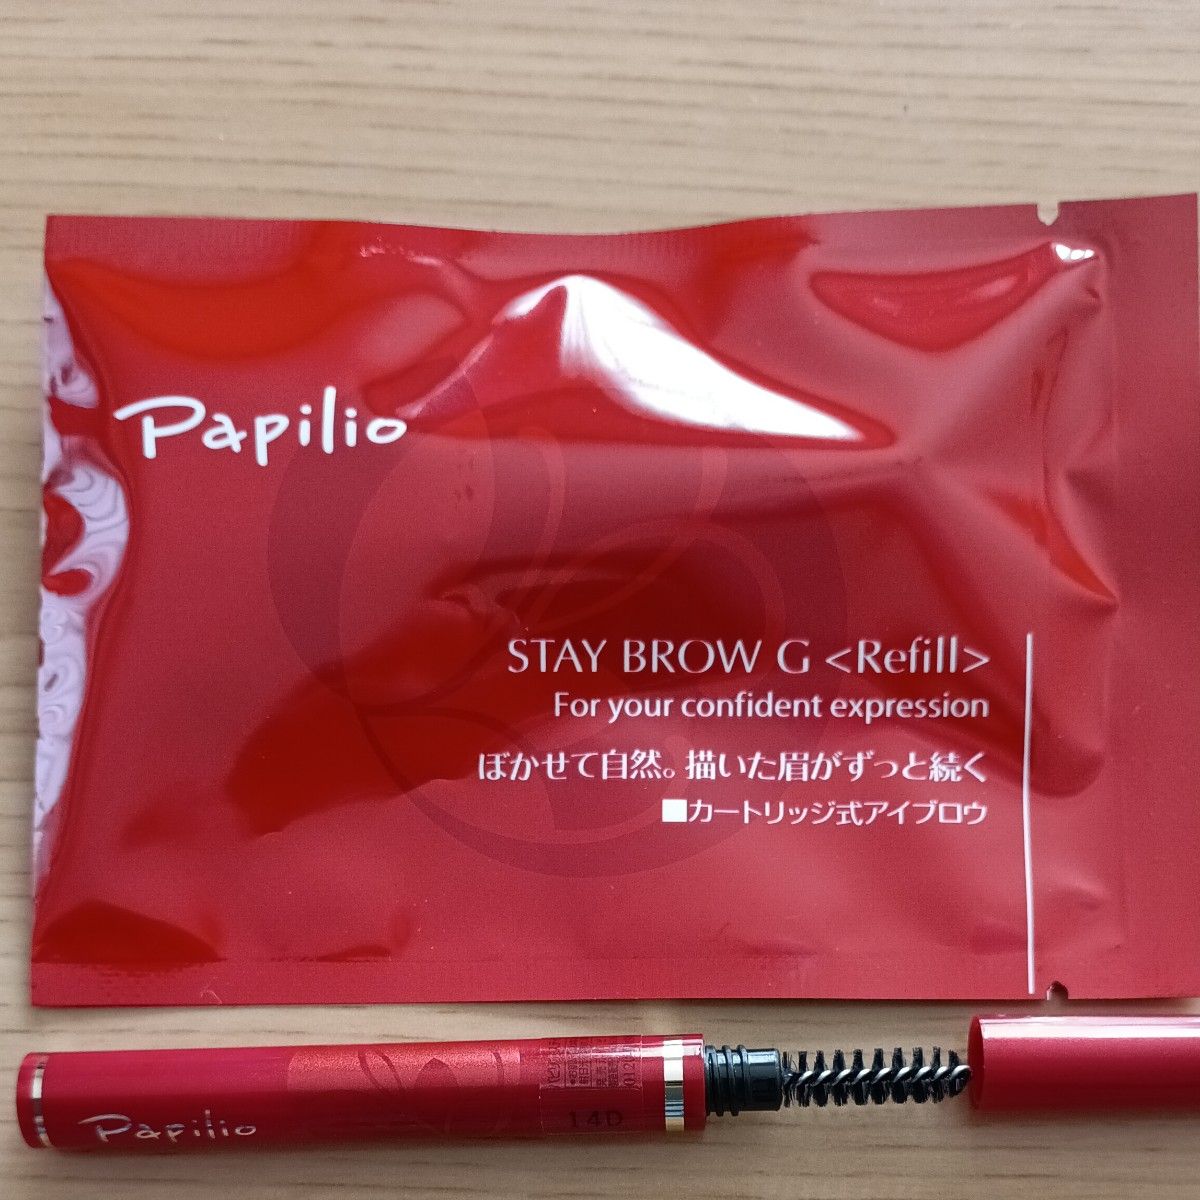 Papilio
STAY BROW G <Refill>
For your confident expression
ぼかせて自然。描いた眉がずっと続く
■カートリッジ式アイブロウ
Papilio
14D